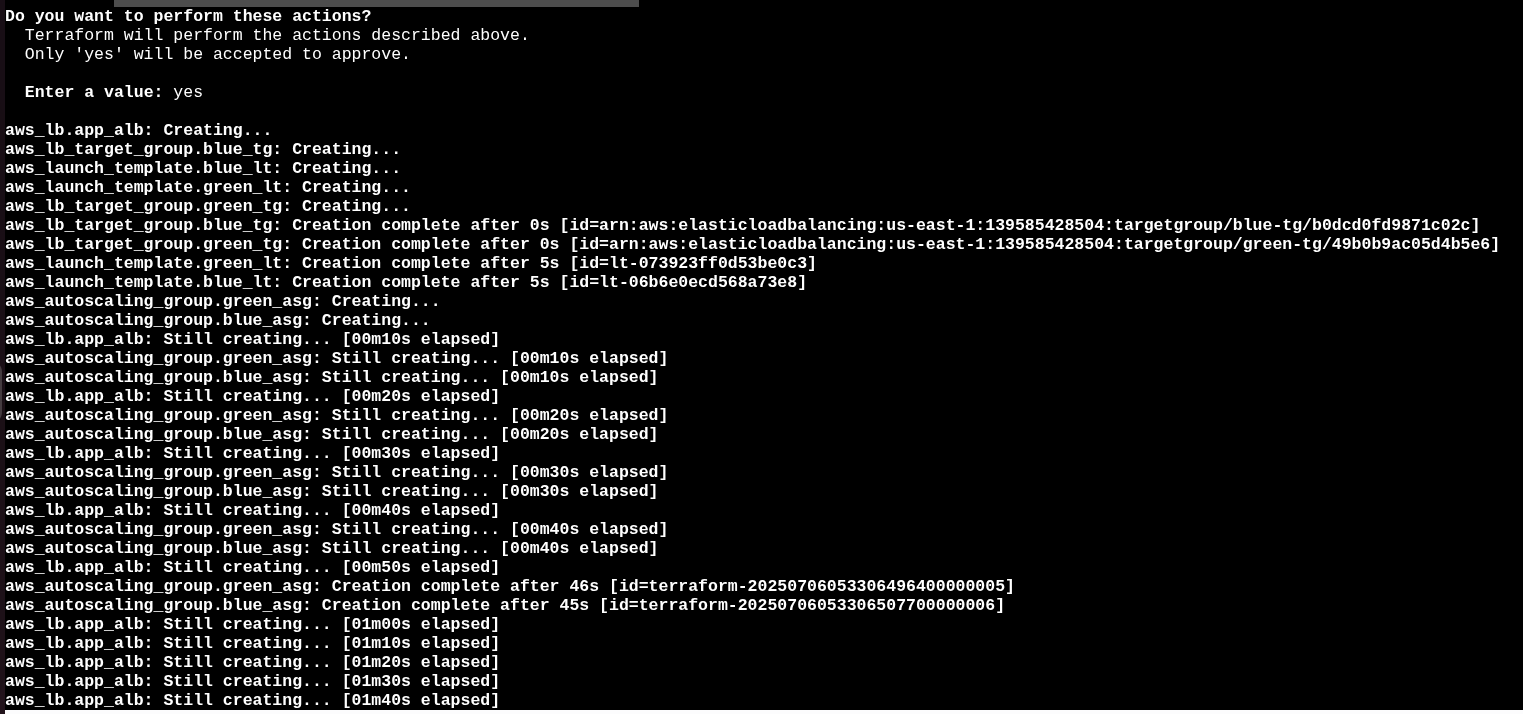 Do you want to perform these actions?
  Terraform will perform the actions described above.
  Only 'yes' will be accepted to approve.

  Enter a value: yes

aws_lb.app_alb: Creating...
aws_lb_target_group.blue_tg: Creating...
aws_launch_template.blue_lt: Creating...
aws_launch_template.green_lt: Creating...
aws_lb_target_group.green_tg: Creating...
aws_lb_target_group.blue_tg: Creation complete after 0s [id=arn:aws:elasticloadbalancing:us-east-1:139585428504:targetgroup/blue-tg/b0dcd0fd9871c02c]
aws_lb_target_group.green_tg: Creation complete after 0s [id=arn:aws:elasticloadbalancing:us-east-1:139585428504:targetgroup/green-tg/49b0b9ac05d4b5e6]
aws_launch_template.green_lt: Creation complete after 5s [id=lt-073923ff0d53be0c3]
aws_launch_template.blue_lt: Creation complete after 5s [id=lt-06b6e0ecd568a73e8]
aws_autoscaling_group.green_asg: Creating...
aws_autoscaling_group.blue_asg: Creating...
aws_lb.app_alb: Still creating... [00m10s elapsed]
aws_autoscaling_group.green_asg: Still creating... [00m10s elapsed]
aws_autoscaling_group.blue_asg: Still creating... [00m10s elapsed]
aws_lb.app_alb: Still creating... [00m20s elapsed]
aws_autoscaling_group.green_asg: Still creating... [00m20s elapsed]
aws_autoscaling_group.blue_asg: Still creating... [00m20s elapsed]
aws_lb.app_alb: Still creating... [00m30s elapsed]
aws_autoscaling_group.green_asg: Still creating... [00m30s elapsed]
aws_autoscaling_group.blue_asg: Still creating... [00m30s elapsed]
aws_lb.app_alb: Still creating... [00m40s elapsed]
aws_autoscaling_group.green_asg: Still creating... [00m40s elapsed]
aws_autoscaling_group.blue_asg: Still creating... [00m40s elapsed]
aws_lb.app_alb: Still creating... [00m50s elapsed]
aws_autoscaling_group.green_asg: Creation complete after 46s [id=terraform-20250706053306496400000005]
aws_autoscaling_group.blue_asg: Creation complete after 45s [id=terraform-20250706053306507700000006]
aws_lb.app_alb: Still creating... [01m00s elapsed]
aws_lb.app_alb: Still creating... [01m10s elapsed]
aws_lb.app_alb: Still creating... [01m20s elapsed]
aws_lb.app_alb: Still creating... [01m30s elapsed]
aws_lb.app_alb: Still creating... [01m40s elapsed]